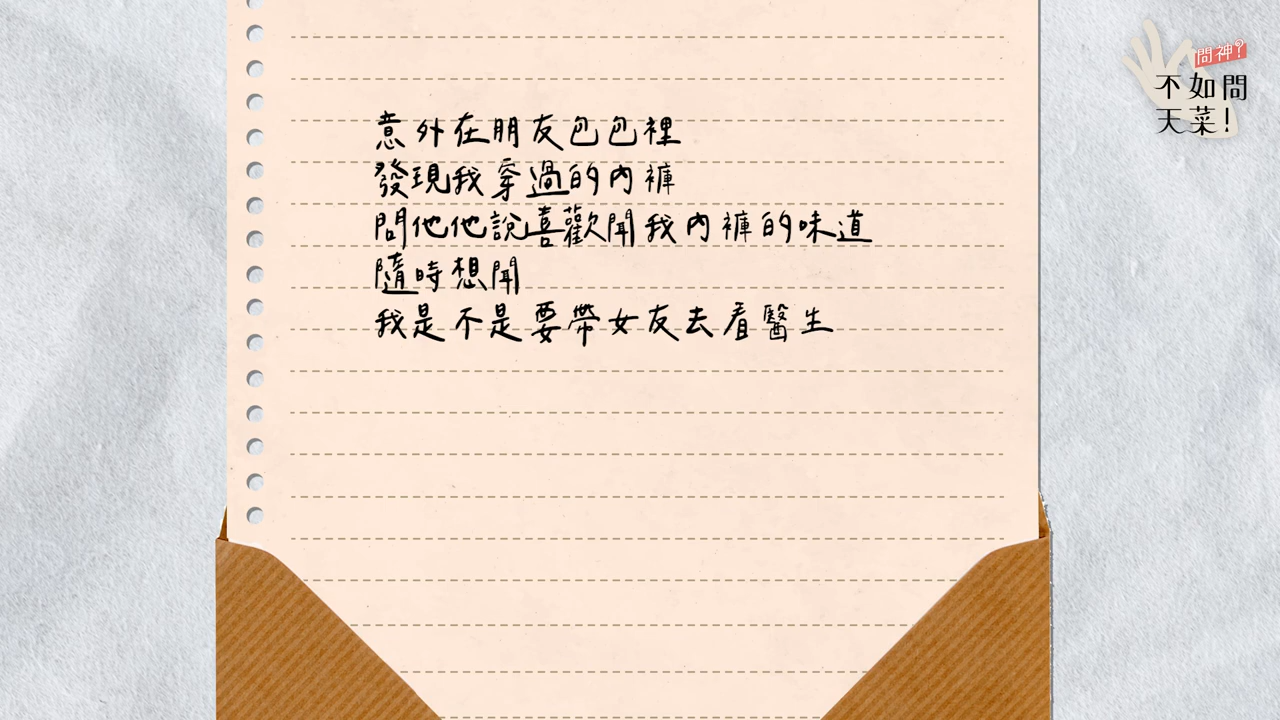 問神?
不如問
天菜!
意外在朋友包包裡
發現我穿過的內褲
問他他說喜歡聞我內褲的味道
隨時想聞
我是不是要帶女友去看醫生